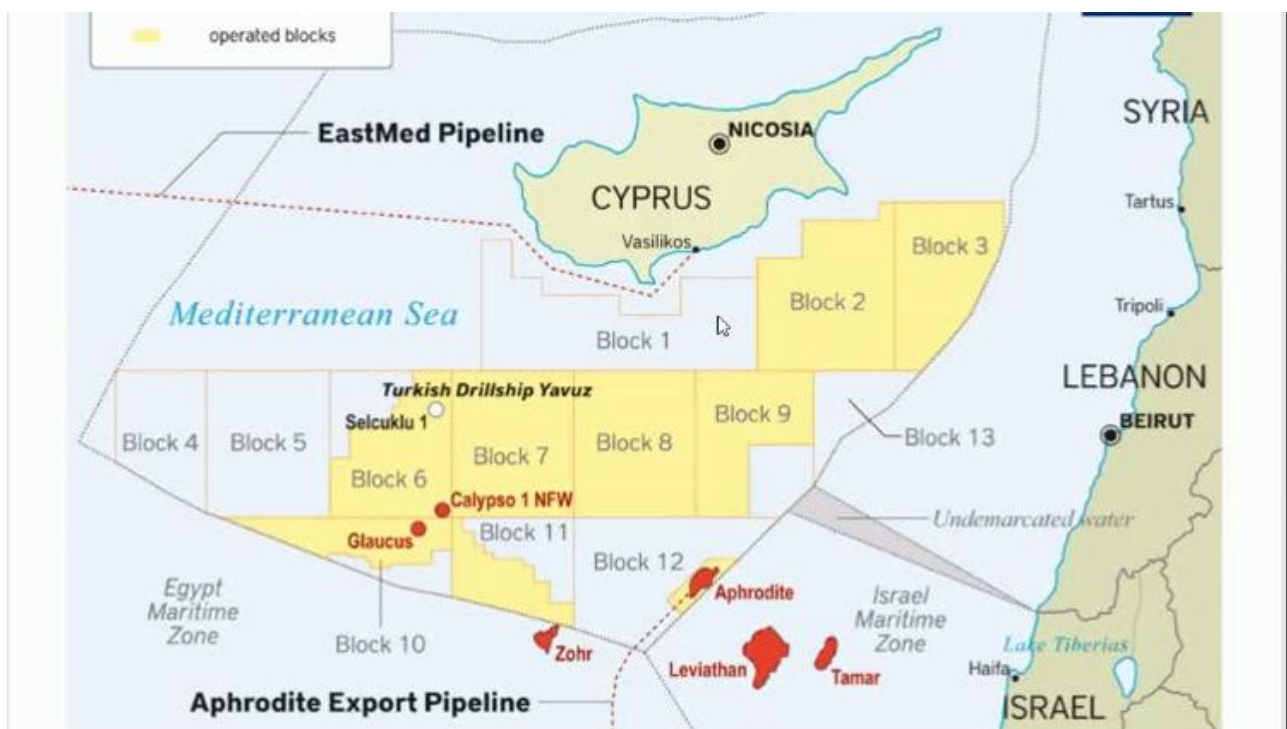 operated blocks
EastMed Pipeline
NICOSIA
SYRIA
CYPRUS
Tartus
Vasilikos
Block 3
Mediterranean Sea
Block 2
Tripoli
Block 1
LEBANON
Turkish Drillship Yavuz
Selcuklu 1
BEIRUT
Block 9
Block 4
Block 5
Block 8
Block 13
Block 7
Block 6
Calypso 1 NFW
Undemarcated water
Glaucus
Block 11
Block 12
Egypt
Maritime
Zone
Aphrodite
Israel
Maritime
Zone
Block 10
Zohr
Lake Tiberias
Leviathan
Tamar
Haifa
Aphrodite Export Pipeline
ISRAEL